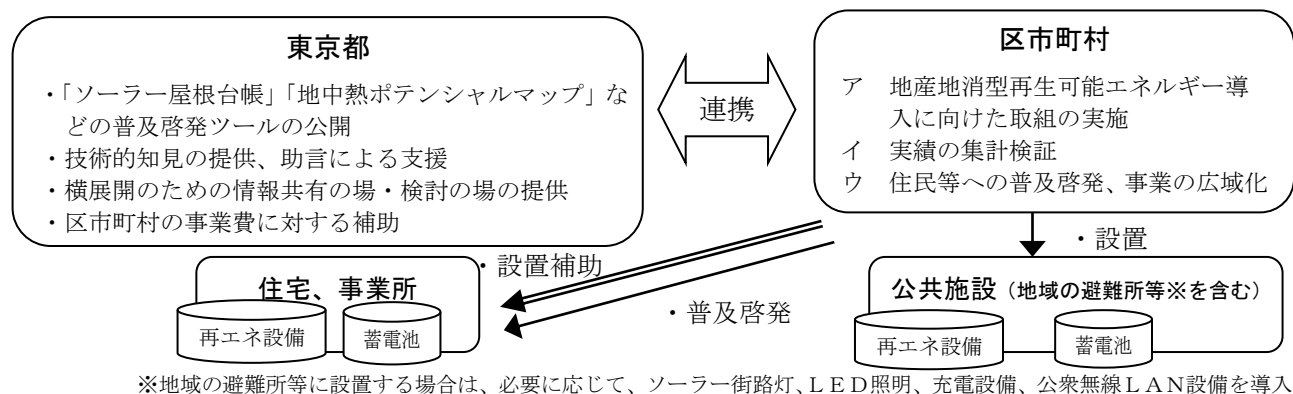 東京都
・「ソーラー屋根台帳」「地中熱ポテンシャルマップ」な
どの普及啓発ツールの公開
・技術的知見の提供、助言による支援
・横展開のための情報共有の場・検討の場の提供
・区市町村の事業費に対する補助
連携
区市町村
ア 地産地消型再生可能エネルギー導
入に向けた取組の実施
イ 実績の集計検証
ウ 住民等への普及啓発、事業の広域化
・設置補助
・普及啓発
・設置
住宅、事業所
再エネ設備
蓄電池
公共施設（地域の避難所等※を含む）
再エネ設備
蓄電池
※地域の避難所等に設置する場合は、必要に応じて、ソーラー街路灯、ＬＥＤ照明、充電設備、公衆無線ＬＡＮ設備を導入